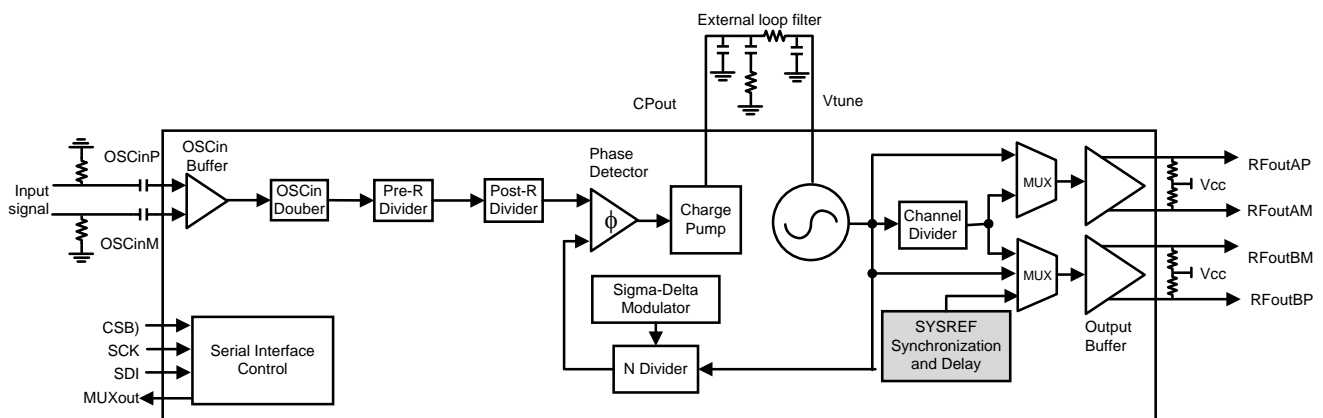 External loop filter
CPout
Vtune
OSCinP
OSCin
Buffer
Input
signal
OSCinM
OSCin
Douber
Pre-R
Divider
Post-R
Divider
Phase
Detector
ϕ
Charge
Pump
Channel
Divider
MUX
MUX
Vcc
RFoutAP
RFoutAM
RFoutBM
Vcc
RFoutBP
Sigma-Delta
Modulator
N Divider
SYSREF
Synchronization
and Delay
Output
Buffer
CSB)
SCK
SDI
MUXout
Serial Interface
Control